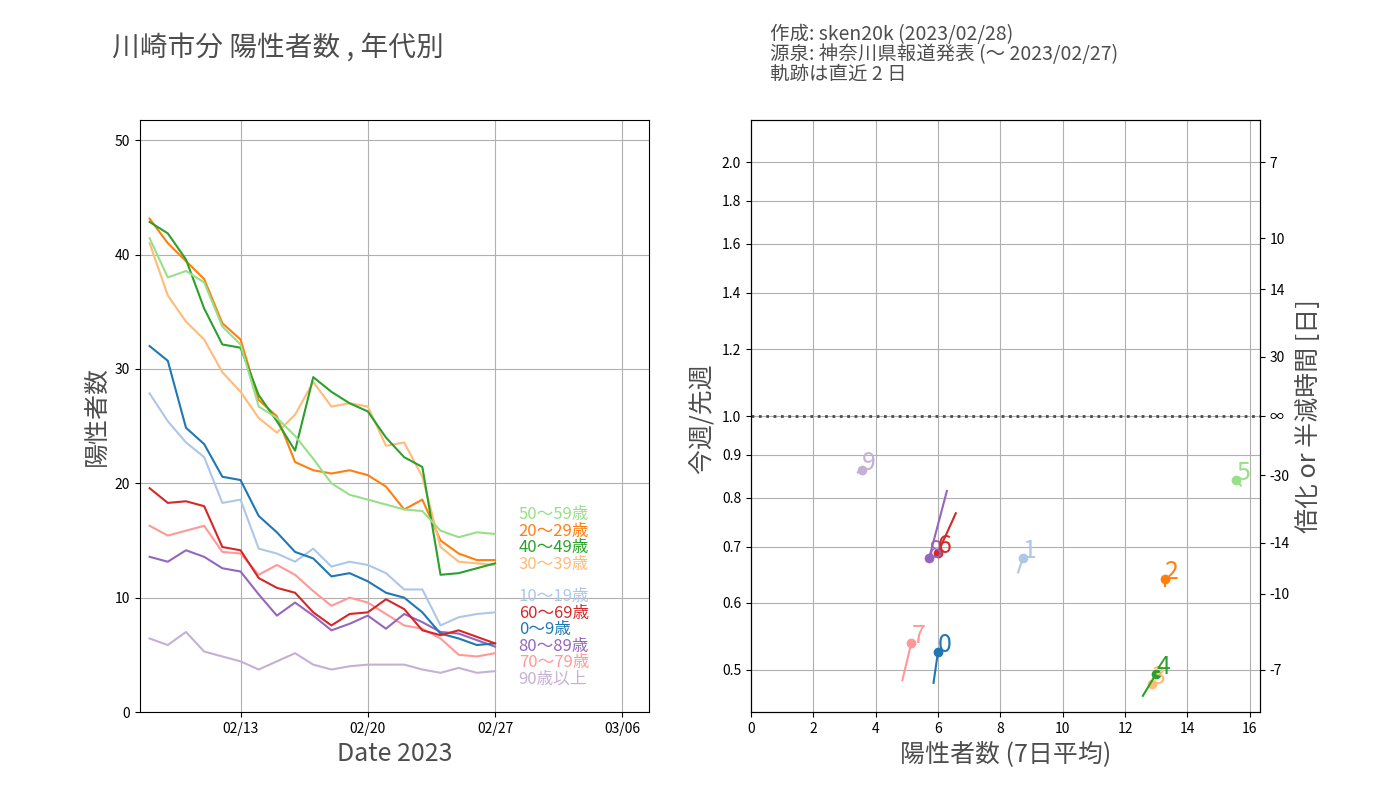 川崎市分 陽性者数 , 年代別
作成: sken20k (2023/02/28)
源泉: 神奈川県報道発表 (〜 2023/02/27)
軌跡は直近 2 日
50
40
30
20
10
0
陽性者数
02/13
02/20
02/27
03/06
Date 2023
50〜59歳
20〜29歳
40〜49歳
30〜39歳
10〜19歳
60〜69歳
0〜9歳
80〜89歳
70〜79歳
90歳以上
2.0
1.8
1.6
1.4
1.2
1.0
0.9
0.8
0.7
0.6
0.5
今週/先週
7
10
14
30
∞
-30
-14
-10
-7
倍化 or 半減時間 [日]
9
5
8
6
1
2
7
0
4
3
0
2
4
6
8
10
12
14
16
陽性者数 (7日平均)